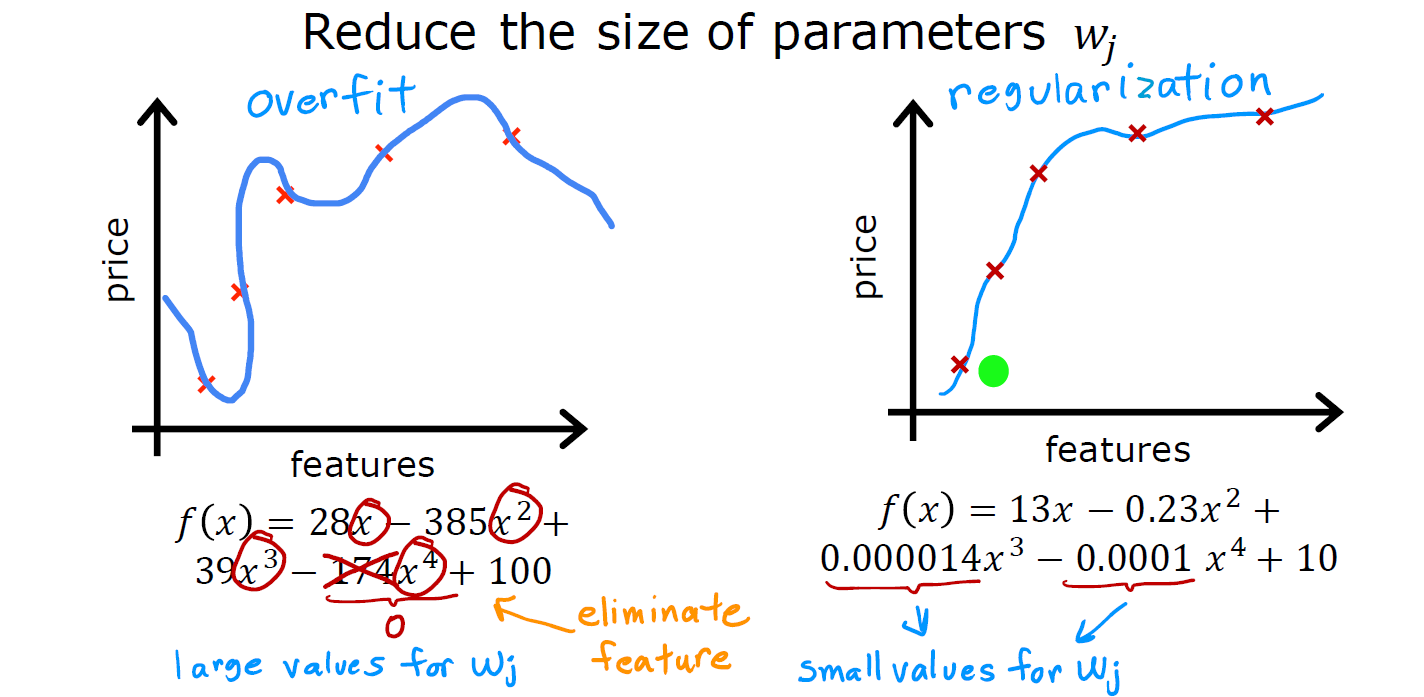 Reduce the size of parameters wⱼ
overfit
price
features
f(x) = 28x − 385x² +
39x³ − 174x⁴ + 100
0
eliminate
feature
large values for wj
regularization
price
features
f(x) = 13x − 0.23x² +
0.000014x³ − 0.0001 x⁴ + 10
small values for wj